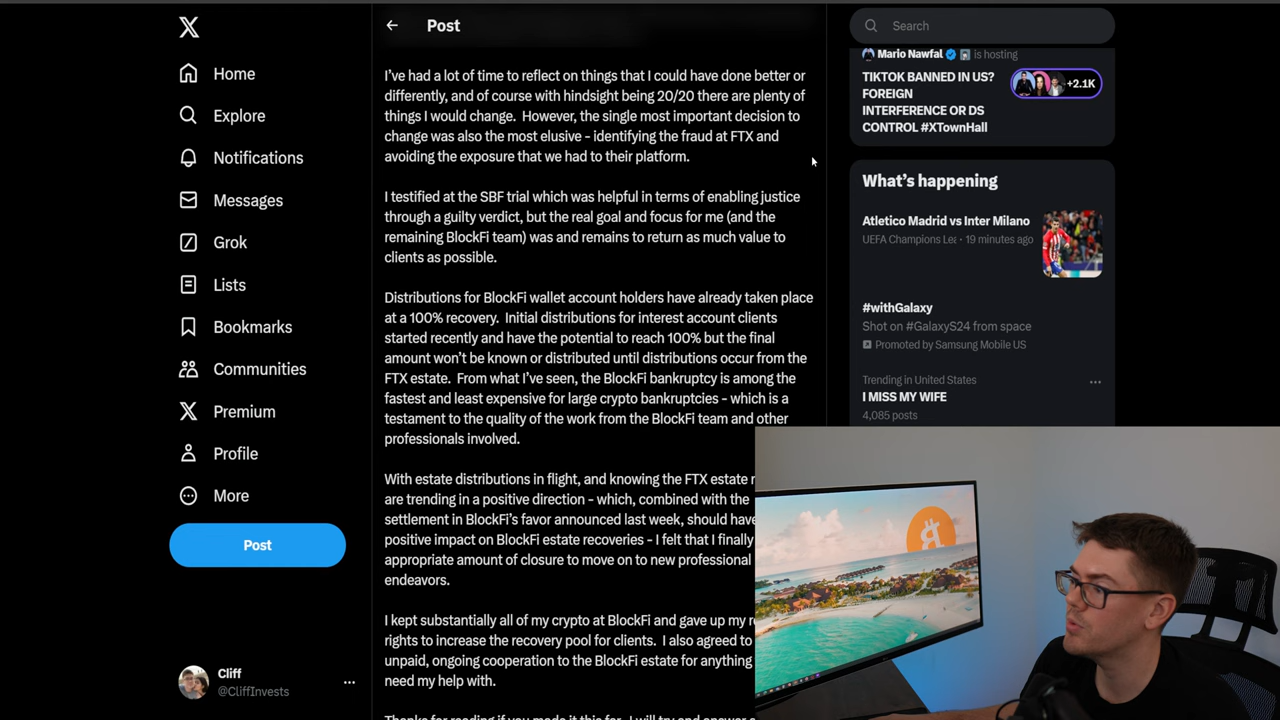 Home
Explore
Notifications
Messages
Grok
Lists
Bookmarks
Communities
Premium
Profile
More
Post
Cliff
@CliffInvests
Post
I've had a lot of time to reflect on things that I could have done better or
differently, and of course with hindsight being 20/20 there are plenty of
things I would change.  However, the single most important decision to
change was also the most elusive - identifying the fraud at FTX and
avoiding the exposure that we had to their platform.
I testified at the SBF trial which was helpful in terms of enabling justice
through a guilty verdict, but the real goal and focus for me (and the
remaining BlockFi team) was and remains to return as much value to
clients as possible.
Distributions for BlockFi wallet account holders have already taken place
at a 100% recovery.  Initial distributions for interest account clients
started recently and have the potential to reach 100% but the final
amount won't be known or distributed until distributions occur from the
FTX estate.  From what I've seen, the BlockFi bankruptcy is among the
fastest and least expensive for large crypto bankruptcies - which is a
testament to the quality of the work from the BlockFi team and other
professionals involved.
With estate distributions in flight, and knowing the FTX estate
are trending in a positive direction - which, combined with the
settlement in BlockFi's favor announced last week, should have
positive impact on BlockFi estate recoveries - I felt that I finally
appropriate amount of closure to move on to new professional
endeavors.
I kept substantially all of my crypto at BlockFi and gave up my
rights to increase the recovery pool for clients.  I also agreed to
unpaid, ongoing cooperation to the BlockFi estate for anything
need my help with.
Search
Mario Nawfal is hosting
TIKTOK BANNED IN US?
FOREIGN
INTERFERENCE OR DS
CONTROL #XTownHall
+2.1K
What's happening
Atletico Madrid vs Inter Milano
UEFA Champions Le · 19 minutes ago
#withGalaxy
Shot on #GalaxyS24 from space
Promoted by Samsung Mobile US
Trending in United States
I MISS MY WIFE
4,085 posts